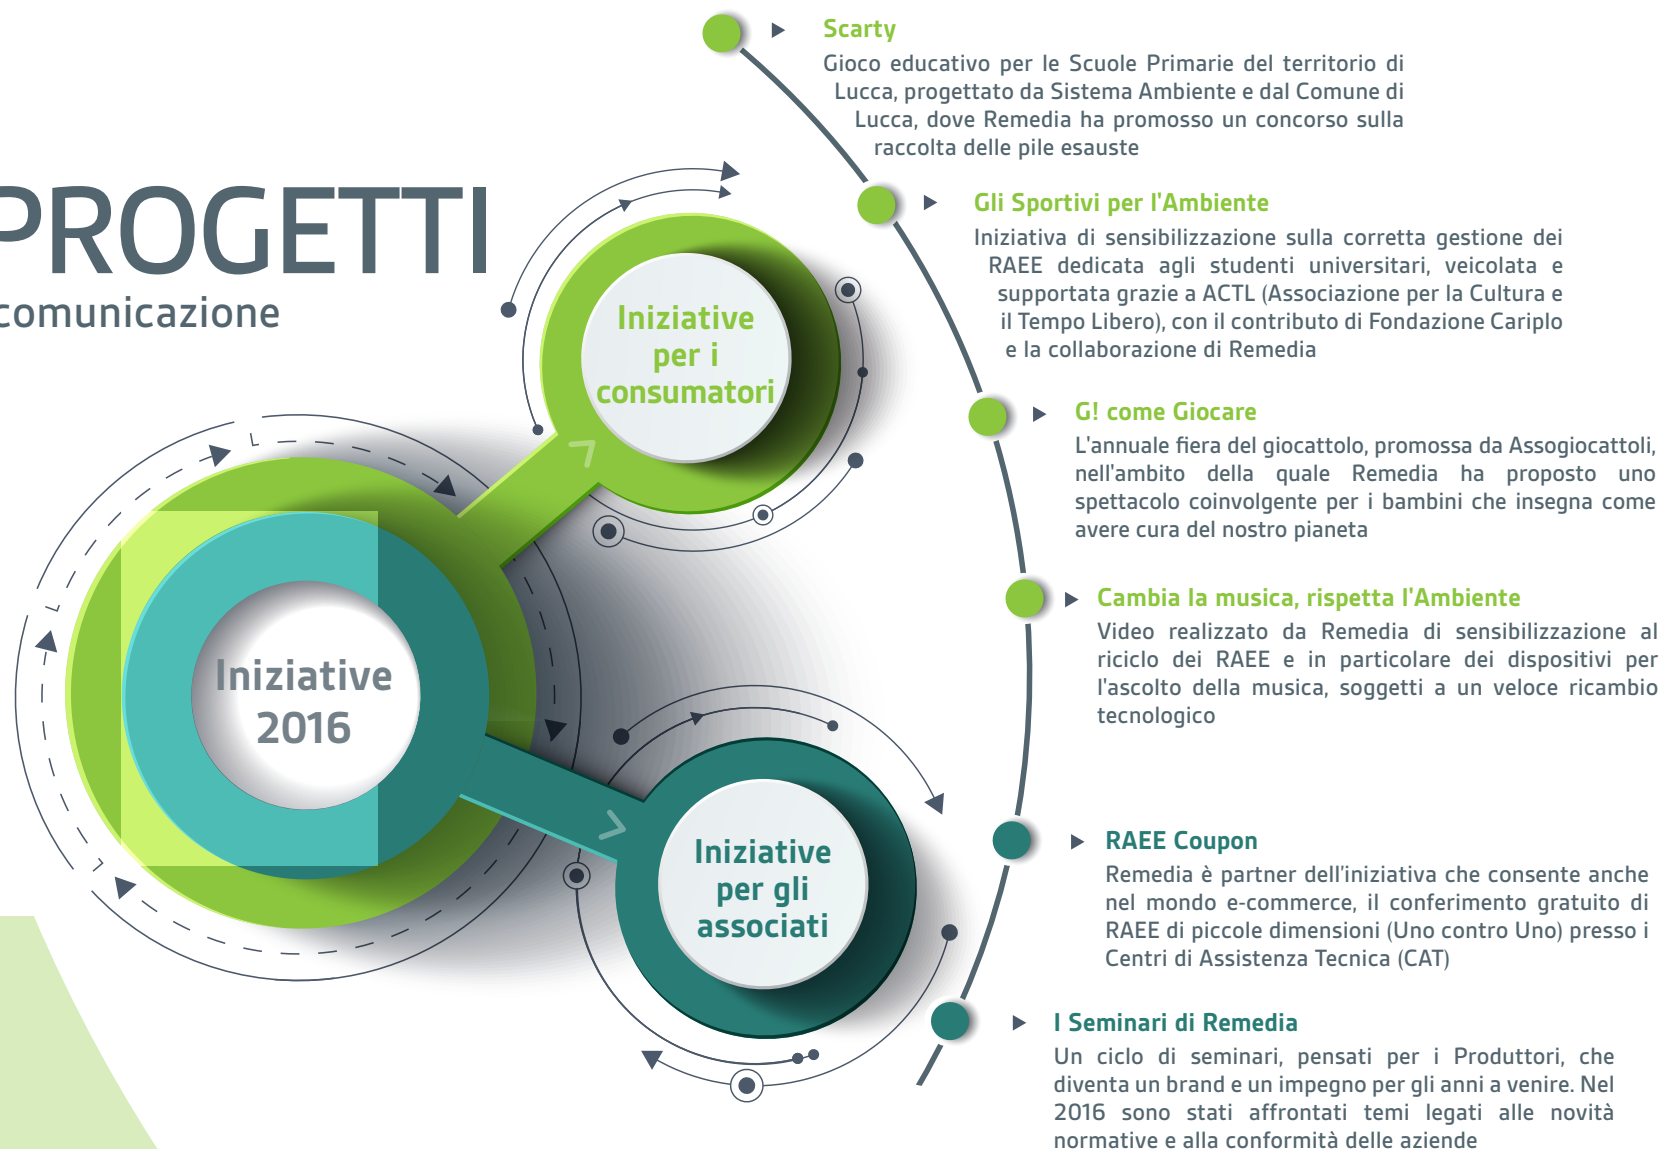 PROGETTI
comunicazione
Iniziative
per i
consumatori
Iniziative
2016
Iniziative
per gli
associati
Scarty
Gioco educativo per le Scuole Primarie del territorio di
Lucca, progettato da Sistema Ambiente e dal Comune di
Lucca, dove Remedia ha promosso un concorso sulla
raccolta delle pile esauste
Gli Sportivi per l'Ambiente
Iniziativa di sensibilizzazione sulla corretta gestione dei
RAEE dedicata agli studenti universitari, veicolata e
supportata grazie a ACTL (Associazione per la Cultura e
il Tempo Libero), con il contributo di Fondazione Cariplo
e la collaborazione di Remedia
G! come Giocare
L'annuale fiera del giocattolo, promossa da Assogiocattoli,
nell'ambito della quale Remedia ha proposto uno
spettacolo coinvolgente per i bambini che insegna come
avere cura del nostro pianeta
Cambia la musica, rispetta l'Ambiente
Video realizzato da Remedia di sensibilizzazione al
riciclo dei RAEE e in particolare dei dispositivi per
l'ascolto della musica, soggetti a un veloce ricambio
tecnologico
RAEE Coupon
Remedia è partner dell'iniziativa che consente anche
nel mondo e-commerce, il conferimento gratuito di
RAEE di piccole dimensioni (Uno contro Uno) presso i
Centri di Assistenza Tecnica (CAT)
I Seminari di Remedia
Un ciclo di seminari, pensati per i Produttori, che
diventa un brand e un impegno per gli anni a venire. Nel
2016 sono stati affrontati temi legati alle novità
normative e alla conformità delle aziende